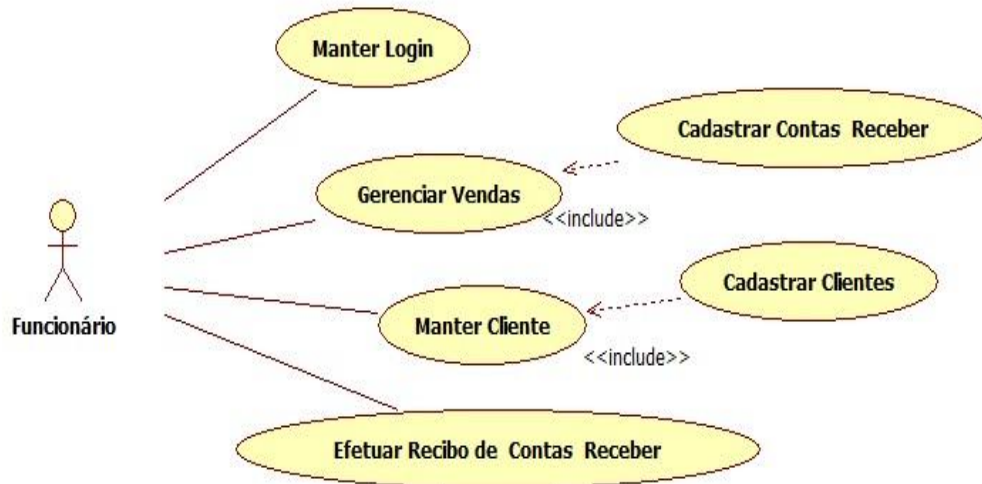 Manter Login
Cadastrar Contas Receber
Gerenciar Vendas
<<include>>
Cadastrar Clientes
Funcionário
Manter Cliente
<<include>>
Efetuar Recibo de Contas Receber